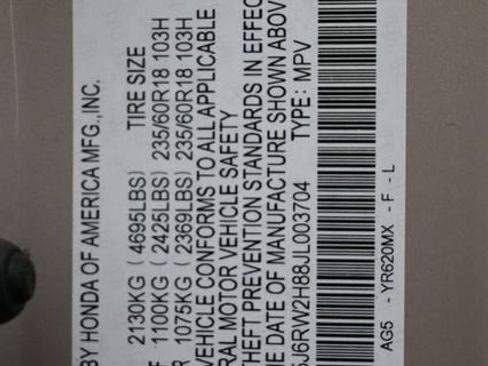 BY HONDA OF AMERICA MFG.,INC.
2130KG ( 4695LBS) TIRE SIZE
1100KG ( 2425LBS) 235/60R18 103H
R 1075KG ( 2369LBS) 235/60R18 103H
VEHICLE CONFORMS TO ALL APPLICABLE
RAL MOTOR VEHICLE SAFETY
THEFT PREVENTION STANDARDS IN EFFEC
HE DATE OF MANUFACTURE SHOWN ABOV
5J6RW2H88JL003704 TYPE: MPV
AG5 - YR620MX - F - L